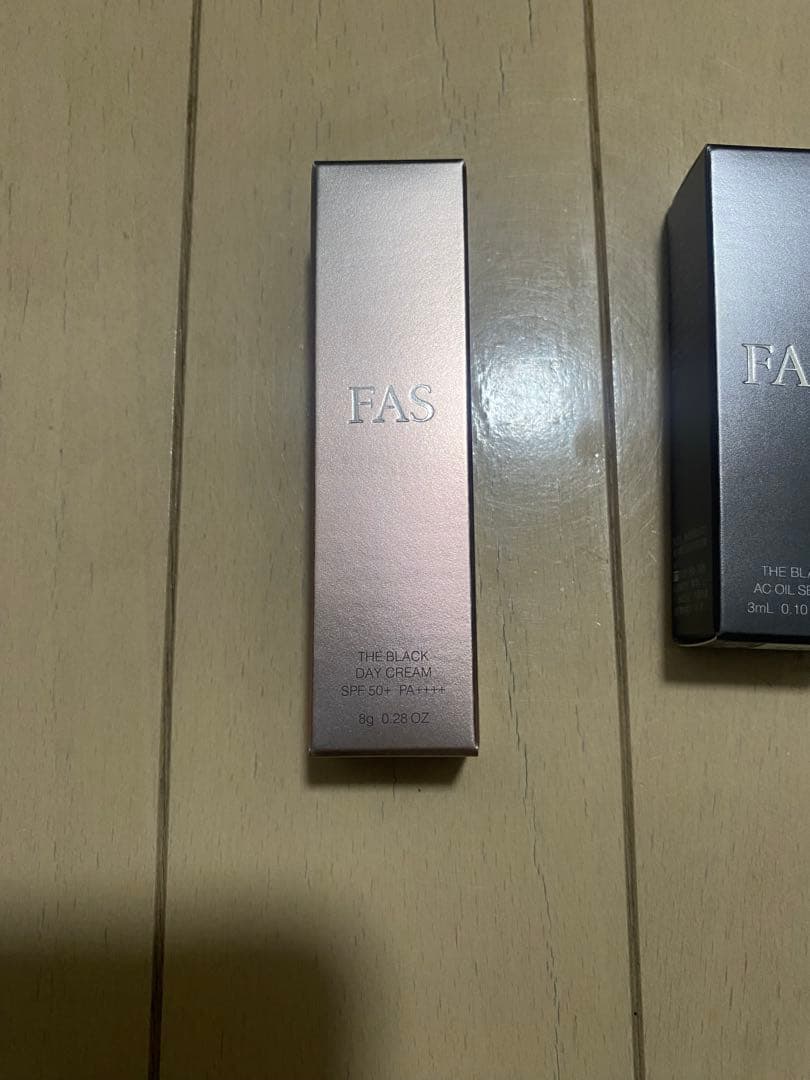 FAS
THE BLACK
DAY CREAM
SPF 50+ PA++++
8g 0.28 OZ
FA
THE BLA
AC OIL SE
3mL 0.10